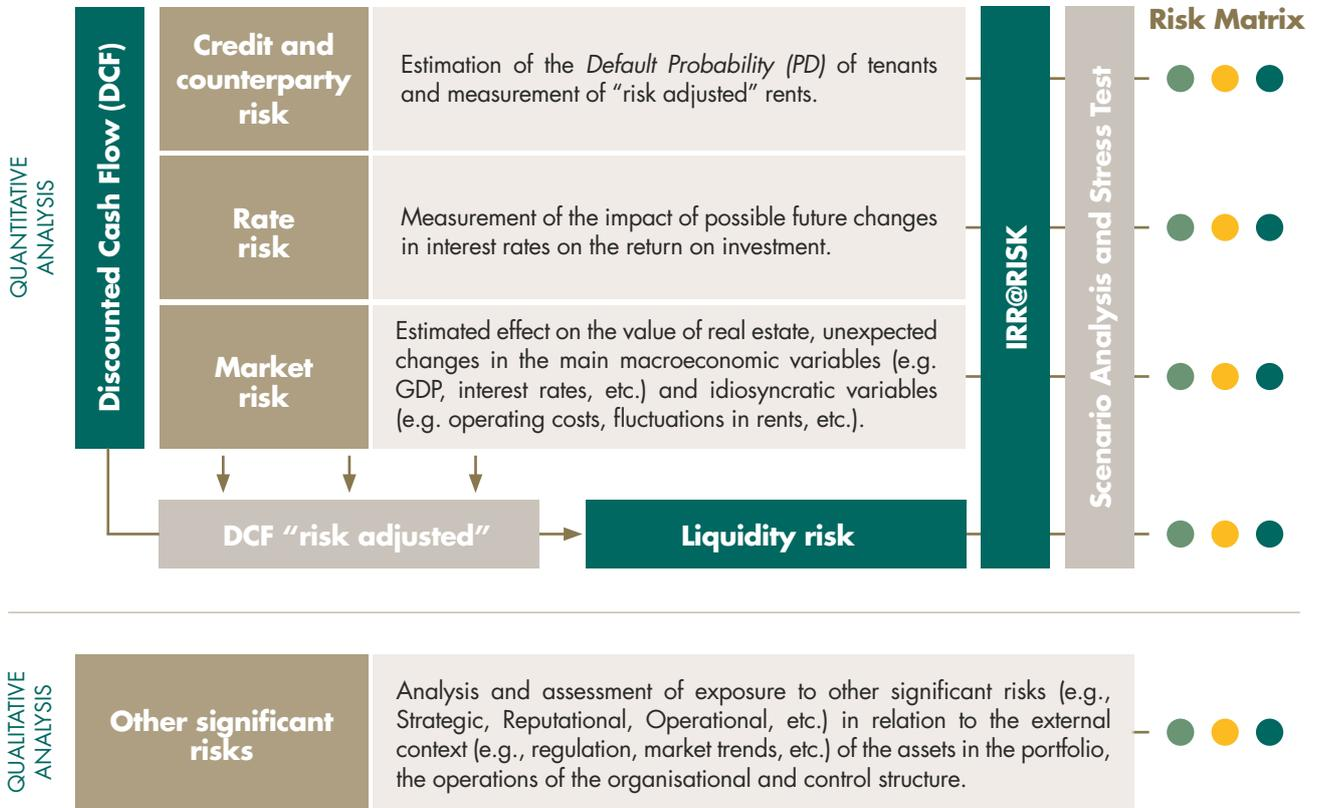 Risk Matrix
QUANTITATIVE
ANALYSIS
Discounted Cash Flow (DCF)
Credit and
counterparty
risk
Estimation of the Default Probability (PD) of tenants
and measurement of “risk adjusted” rents.
Rate
risk
Measurement of the impact of possible future changes
in interest rates on the return on investment.
Market
risk
Estimated effect on the value of real estate, unexpected
changes in the main macroeconomic variables (e.g.
GDP, interest rates, etc.) and idiosyncratic variables
(e.g. operating costs, fluctuations in rents, etc.).
IRR@RISK
Scenario Analysis and Stress Test
DCF “risk adjusted”
Liquidity risk
QUALITATIVE
ANALYSIS
Other significant
risks
Analysis and assessment of exposure to other significant risks (e.g.,
Strategic, Reputational, Operational, etc.) in relation to the external
context (e.g., regulation, market trends, etc.) of the assets in the portfolio,
the operations of the organisational and control structure.